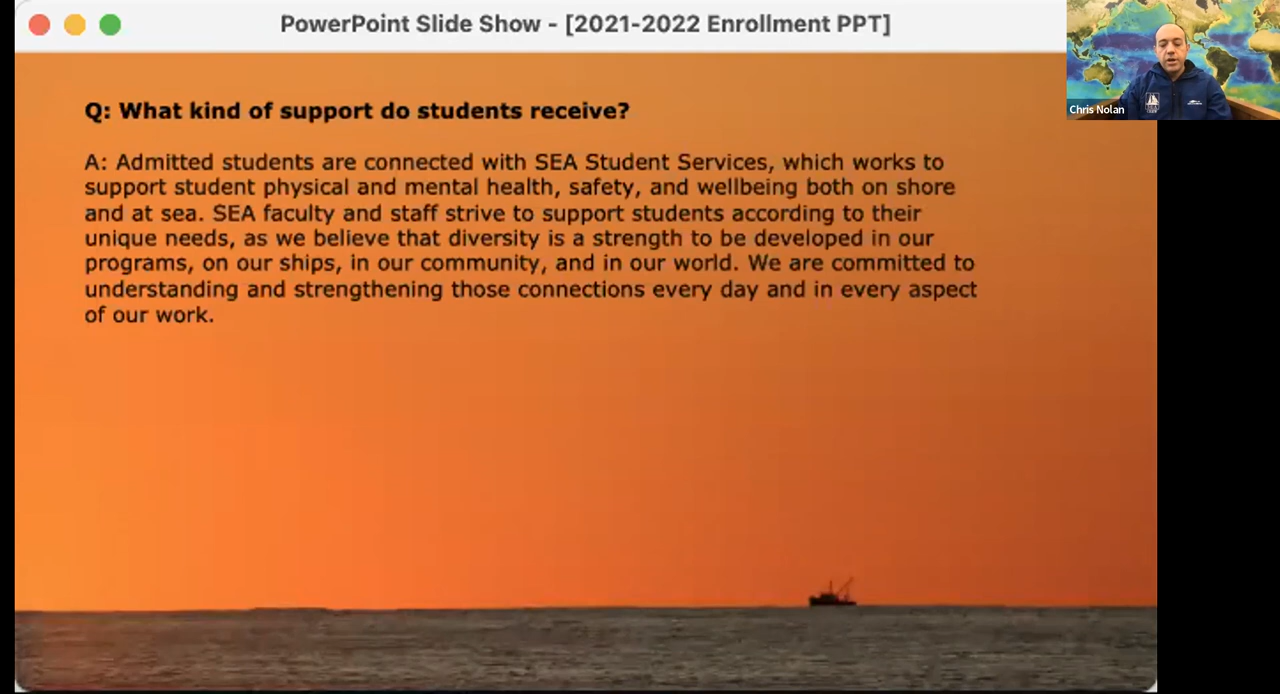 PowerPoint Slide Show - [2021-2022 Enrollment PPT]
Chris Nolan
Q: What kind of support do students receive?
A: Admitted students are connected with SEA Student Services, which works to
support student physical and mental health, safety, and wellbeing both on shore
and at sea. SEA faculty and staff strive to support students according to their
unique needs, as we believe that diversity is a strength to be developed in our
programs, on our ships, in our community, and in our world. We are committed to
understanding and strengthening those connections every day and in every aspect
of our work.